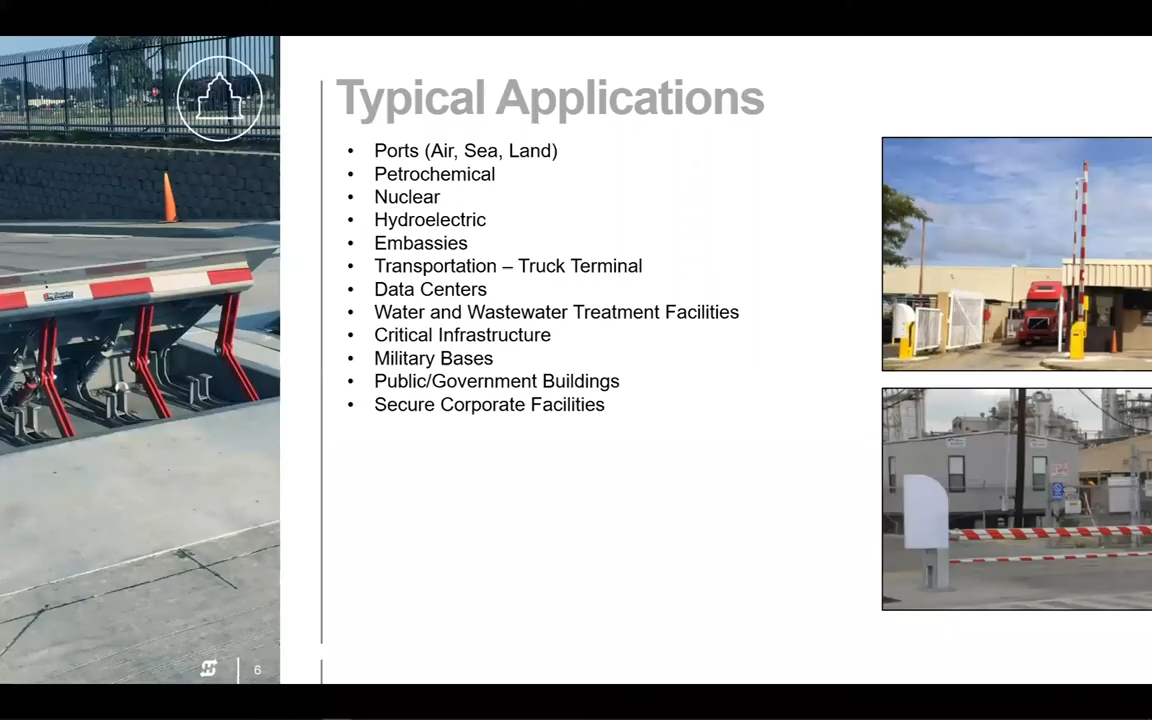 Typical Applications
• Ports (Air, Sea, Land)
• Petrochemical
• Nuclear
• Hydroelectric
• Embassies
• Transportation – Truck Terminal
• Data Centers
• Water and Wastewater Treatment Facilities
• Critical Infrastructure
• Military Bases
• Public/Government Buildings
• Secure Corporate Facilities
6